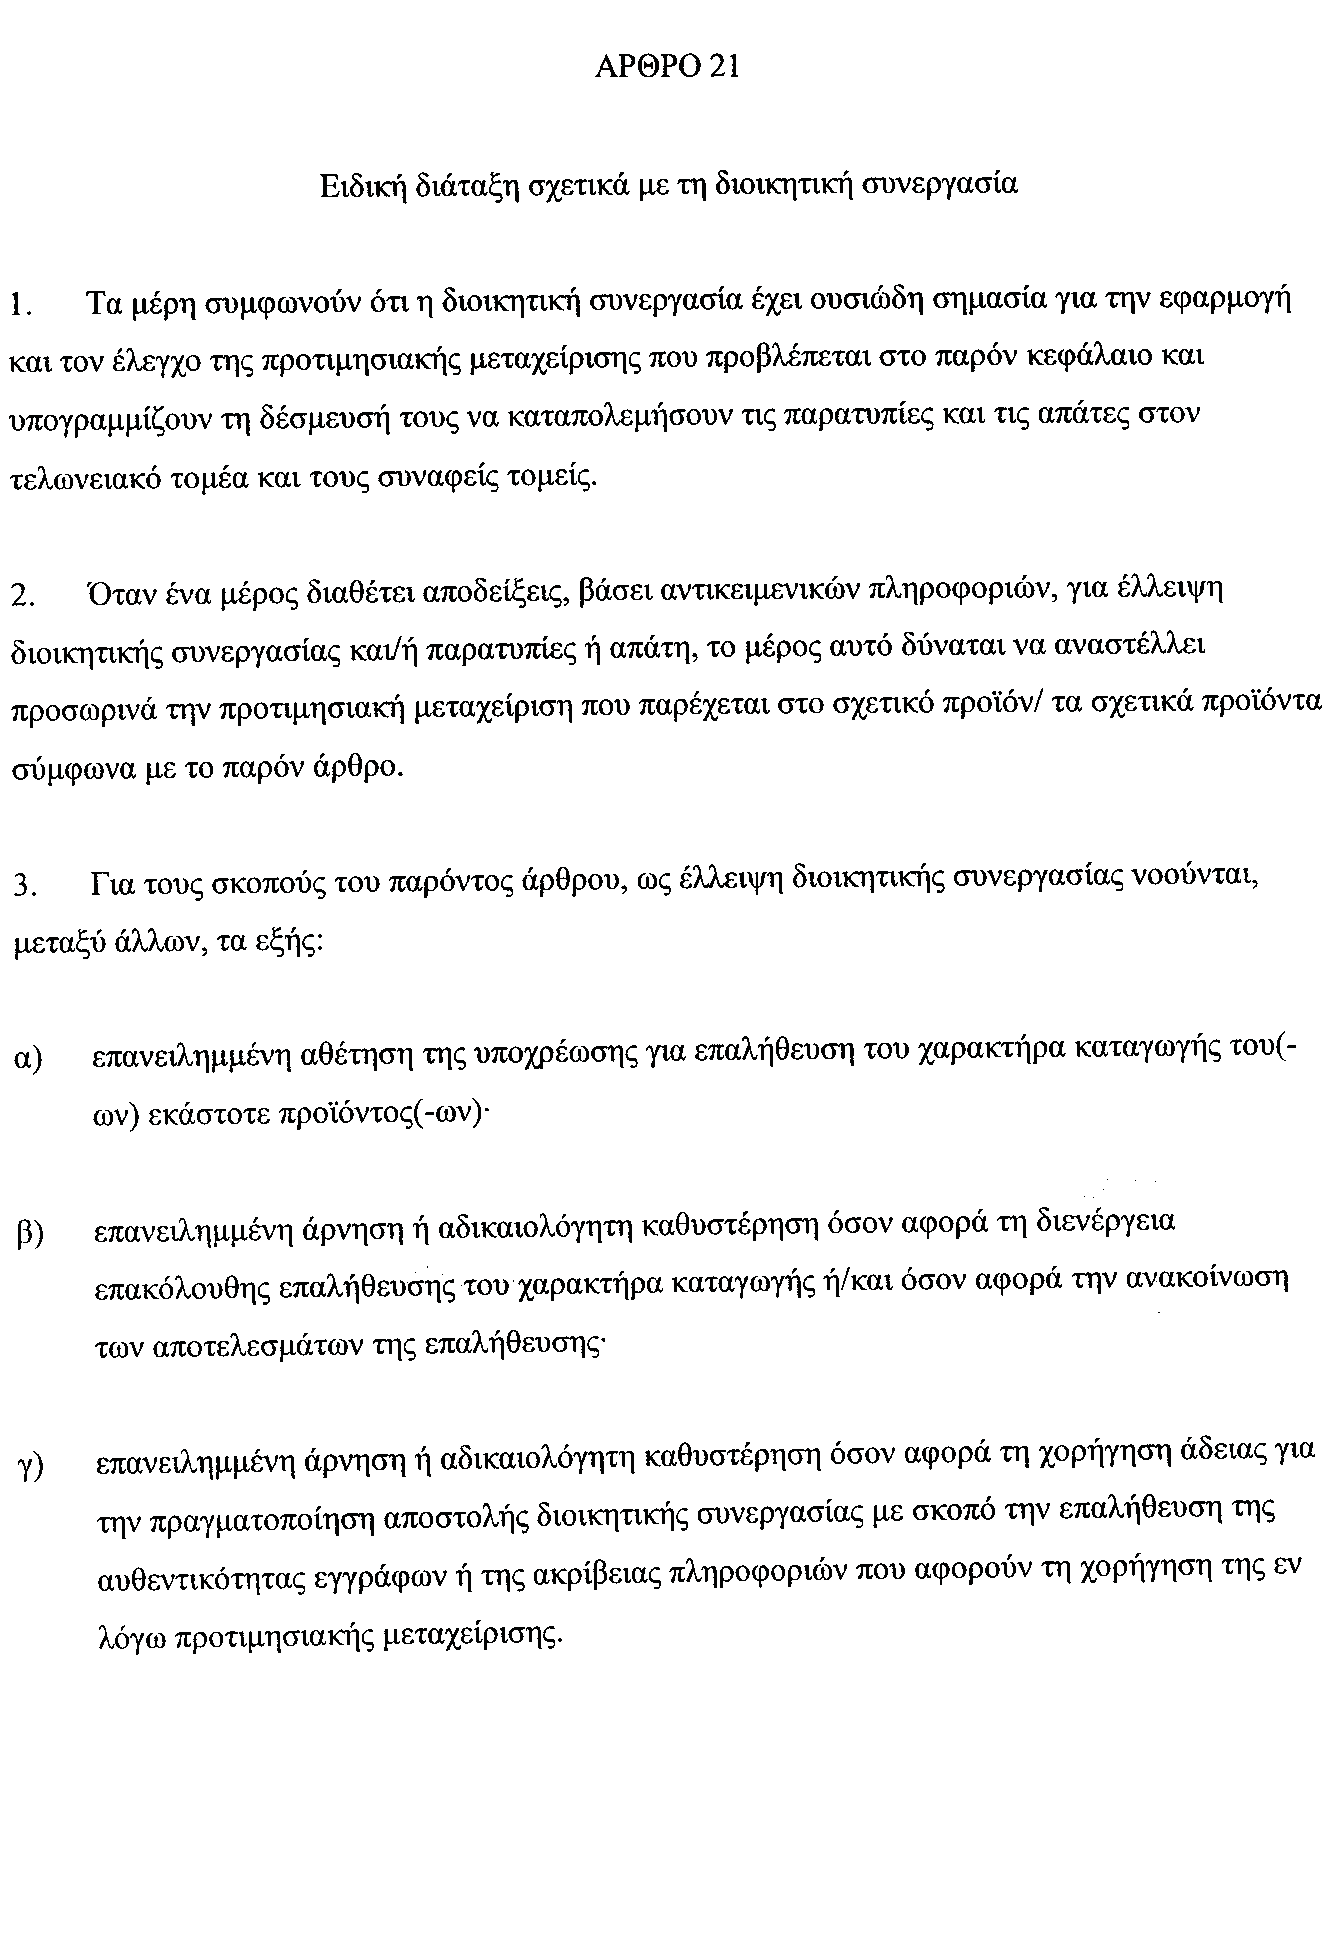 ΑΡΘΡΟ 21
Ειδική διάταξη σχετικά με τη διοικητική συνεργασία
1. Τα μέρη συμφωνούν ότι η διοικητική συνεργασία έχει ουσιώδη σημασία για την εφαρμογή
και τον έλεγχο της προτιμησιακής μεταχείρισης που προβλέπεται στο παρόν κεφάλαιο και
υπογραμμίζουν τη δέσμευσή τους να καταπολεμήσουν τις παρατυπίες και τις απάτες στον
τελωνειακό τομέα και τους συναφείς τομείς.
2. Όταν ένα μέρος διαθέτει αποδείξεις, βάσει αντικειμενικών πληροφοριών, για έλλειψη
διοικητικής συνεργασίας και/ή παρατυπίες ή απάτη, το μέρος αυτό δύναται να αναστέλλει
προσωρινά την προτιμησιακή μεταχείριση που παρέχεται στο σχετικό προϊόν/ τα σχετικά προϊόντα
σύμφωνα με το παρόν άρθρο.
3. Για τους σκοπούς του παρόντος άρθρου, ως έλλειψη διοικητικής συνεργασίας νοούνται,
μεταξύ άλλων, τα εξής:
α) επανειλημμένη αθέτηση της υποχρέωσης για επαλήθευση του χαρακτήρα καταγωγής του(-
ων) εκάστοτε προϊόντος(-ων)·
β) επανειλημμένη άρνηση ή αδικαιολόγητη καθυστέρηση όσον αφορά τη διενέργεια
επακόλουθης επαλήθευσης του χαρακτήρα καταγωγής ή/και όσον αφορά την ανακοίνωση
των αποτελεσμάτων της επαλήθευσης·
γ) επανειλημμένη άρνηση ή αδικαιολόγητη καθυστέρηση όσον αφορά τη χορήγηση άδειας για
την πραγματοποίηση αποστολής διοικητικής συνεργασίας με σκοπό την επαλήθευση της
αυθεντικότητας εγγράφων ή της ακρίβειας πληροφοριών που αφορούν τη χορήγηση της εν
λόγω προτιμησιακής μεταχείρισης.